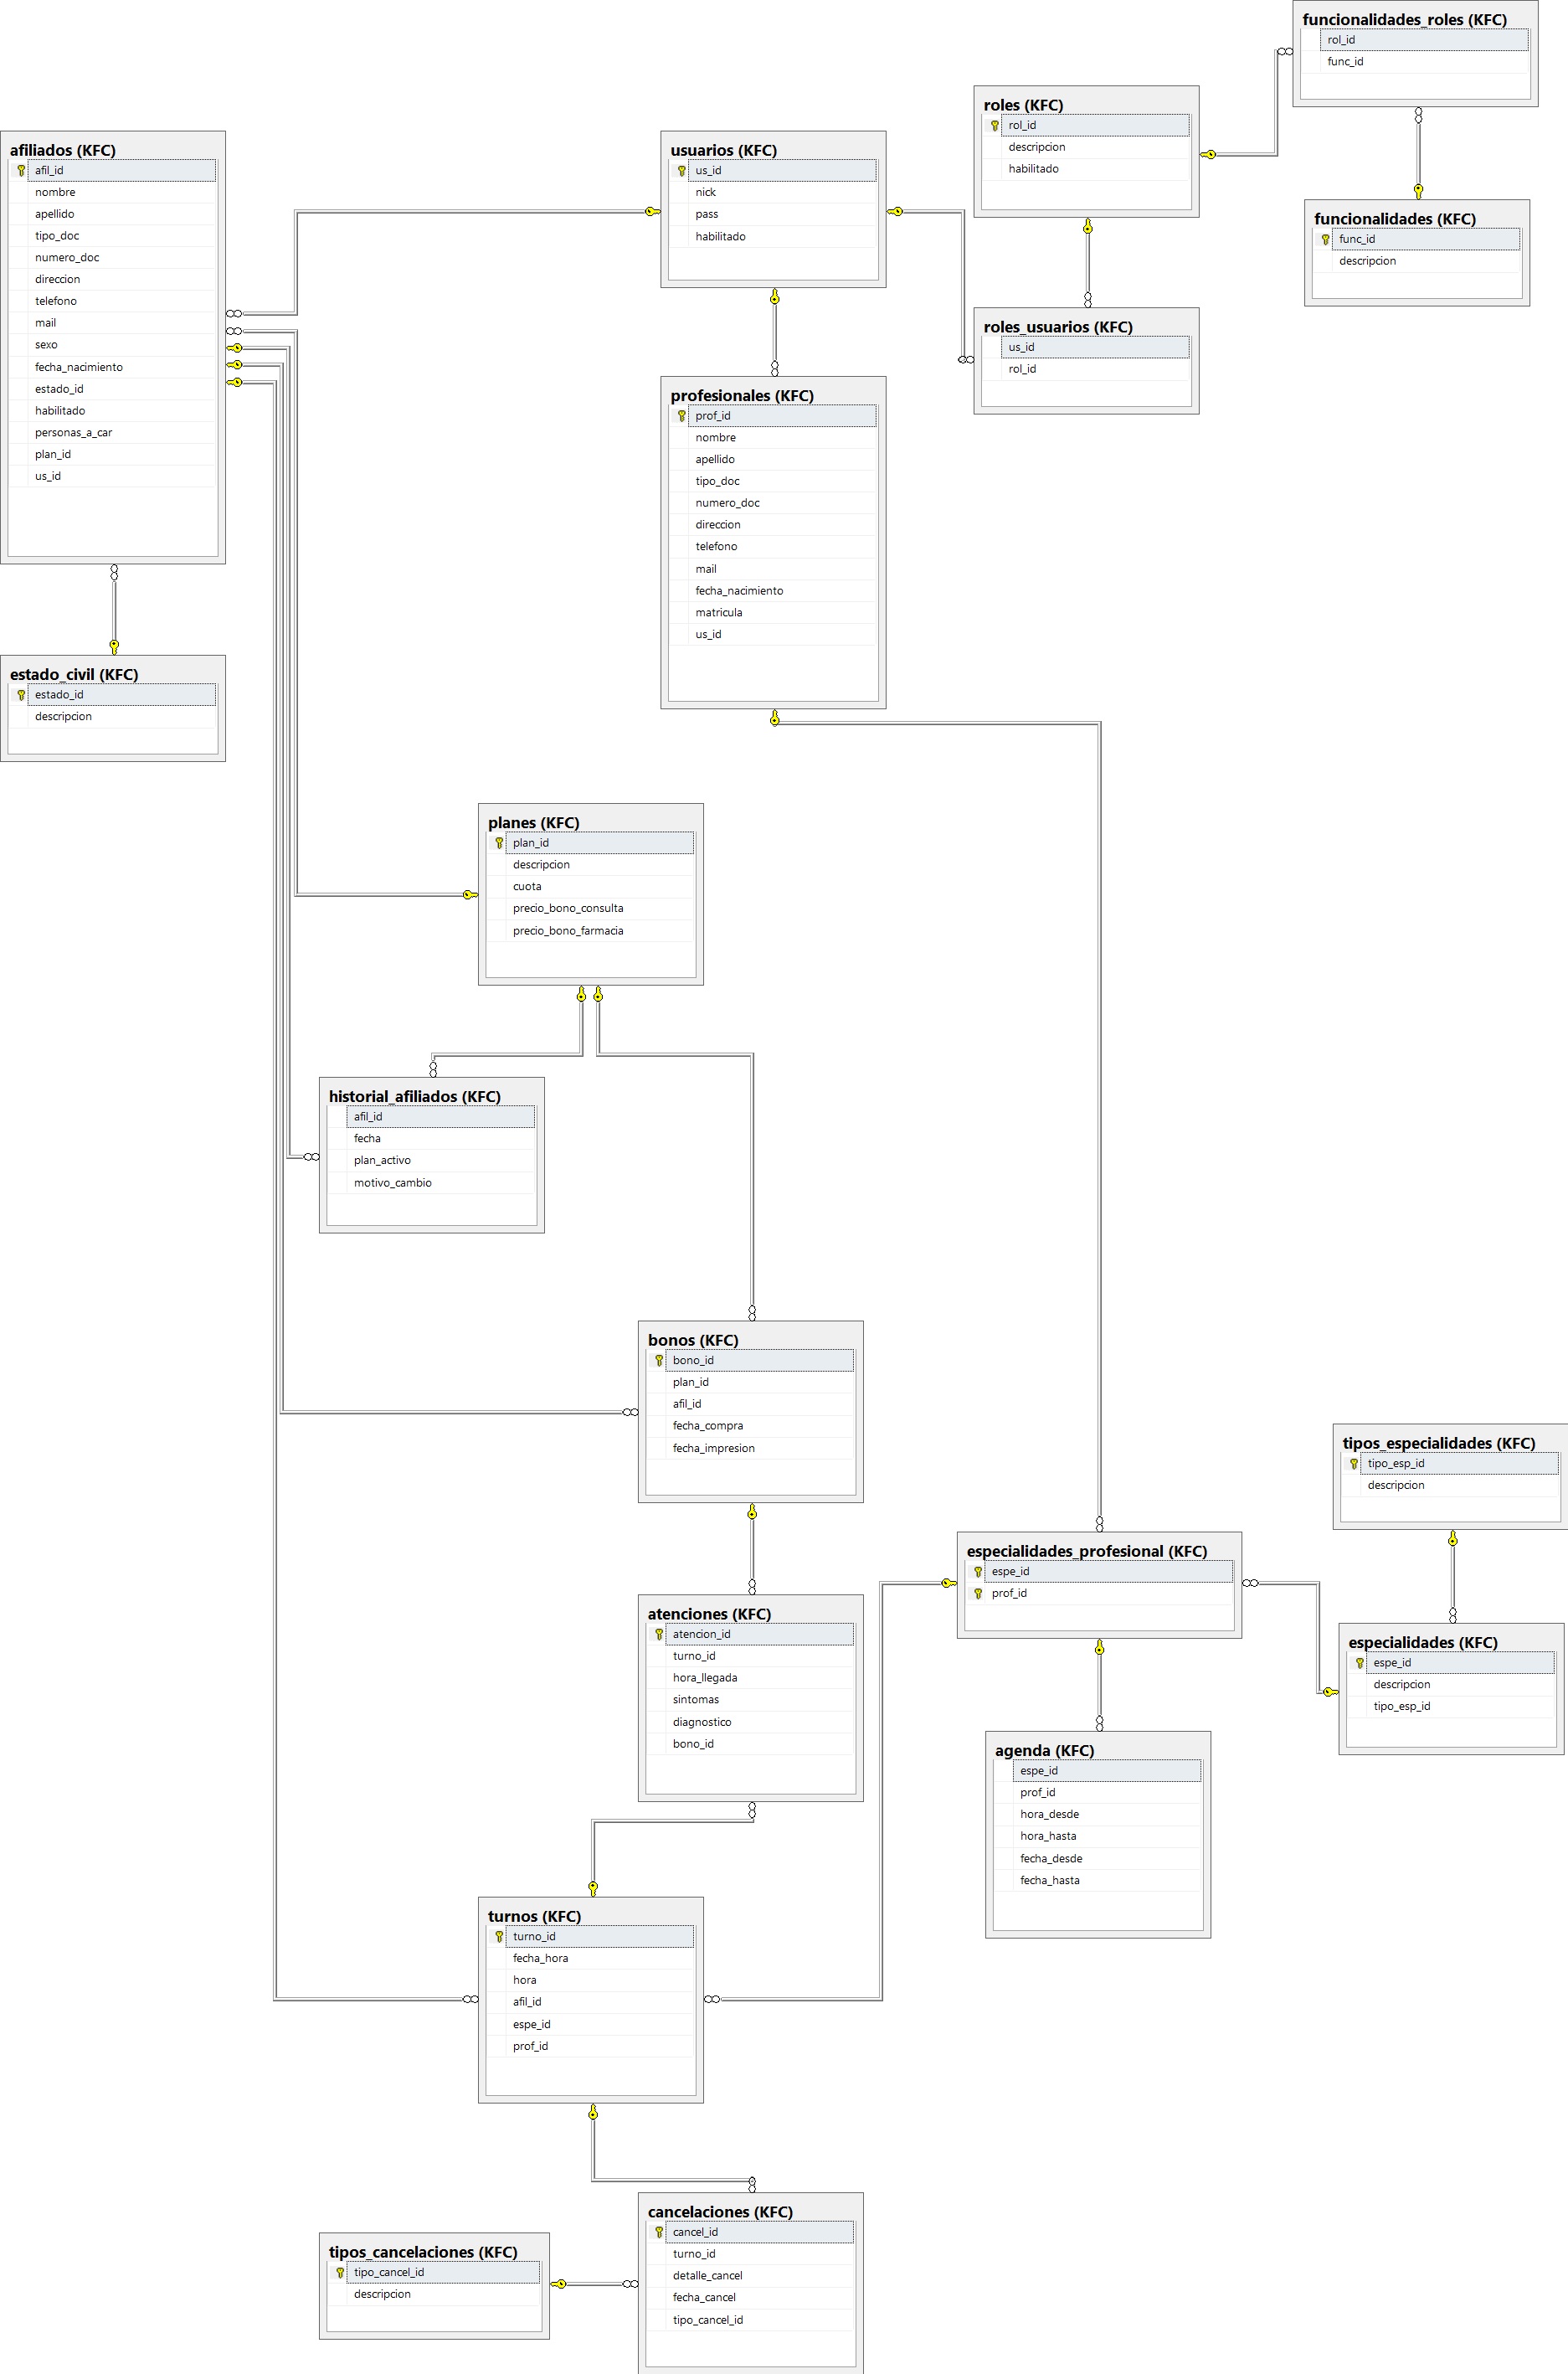 funcionalidades_roles (KFC)
rol_id
func_id
roles (KFC)
rol_id
descripcion
habilitado
afiliados (KFC)
afil_id
nombre
apellido
tipo_doc
numero_doc
direccion
telefono
mail
sexo
fecha_nacimiento
estado_id
habilitado
personas_a_car
plan_id
us_id
usuarios (KFC)
us_id
nick
pass
habilitado
funcionalidades (KFC)
func_id
descripcion
roles_usuarios (KFC)
us_id
rol_id
profesionales (KFC)
prof_id
nombre
apellido
tipo_doc
numero_doc
direccion
telefono
mail
fecha_nacimiento
matricula
us_id
estado_civil (KFC)
estado_id
descripcion
planes (KFC)
plan_id
descripcion
cuota
precio_bono_consulta
precio_bono_farmacia
historial_afiliados (KFC)
afil_id
fecha
plan_activo
motivo_cambio
bonos (KFC)
bono_id
plan_id
afil_id
fecha_compra
fecha_impresion
tipos_especialidades (KFC)
tipo_esp_id
descripcion
especialidades_profesional (KFC)
espe_id
prof_id
atenciones (KFC)
atencion_id
turno_id
hora_llegada
sintomas
diagnostico
bono_id
especialidades (KFC)
espe_id
descripcion
tipo_esp_id
agenda (KFC)
espe_id
prof_id
hora_desde
hora_hasta
fecha_desde
fecha_hasta
turnos (KFC)
turno_id
fecha_hora
hora
afil_id
espe_id
prof_id
cancelaciones (KFC)
cancel_id
turno_id
detalle_cancel
fecha_cancel
tipo_cancel_id
tipos_cancelaciones (KFC)
tipo_cancel_id
descripcion